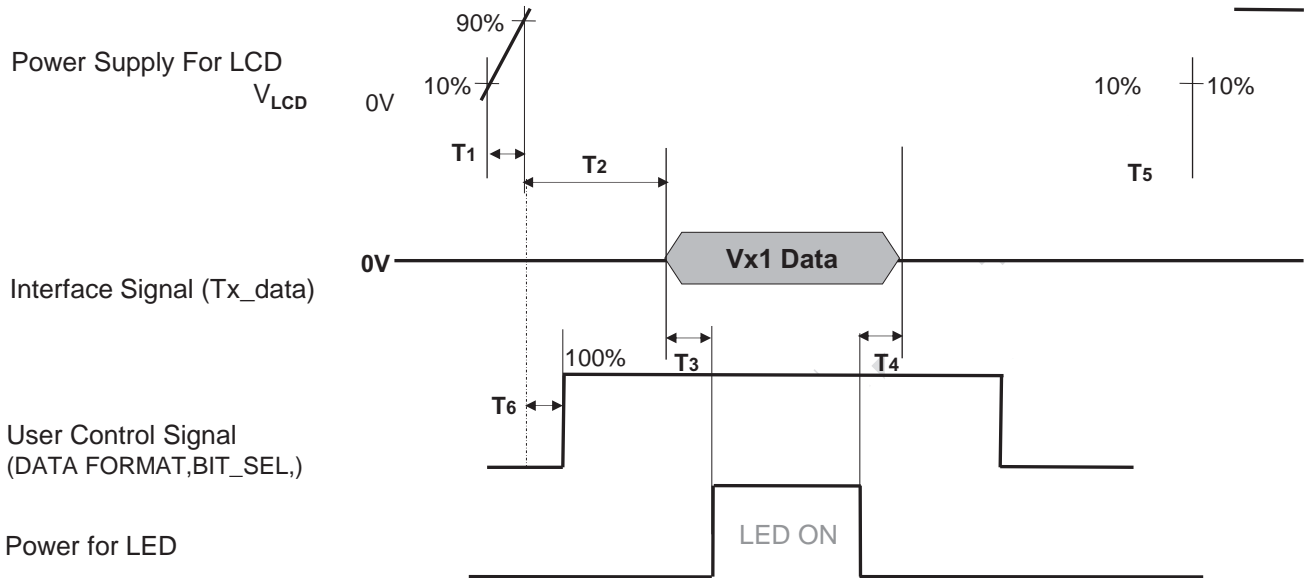 90%
Power Supply For LCD
10%
10%
10%
VLCD
0V
T1
T2
T5
0V
Vx1 Data
Interface Signal (Tx_data)
100%
T3
T4
T6
User Control Signal
(DATA FORMAT,BIT_SEL,)
LED ON
Power for LED